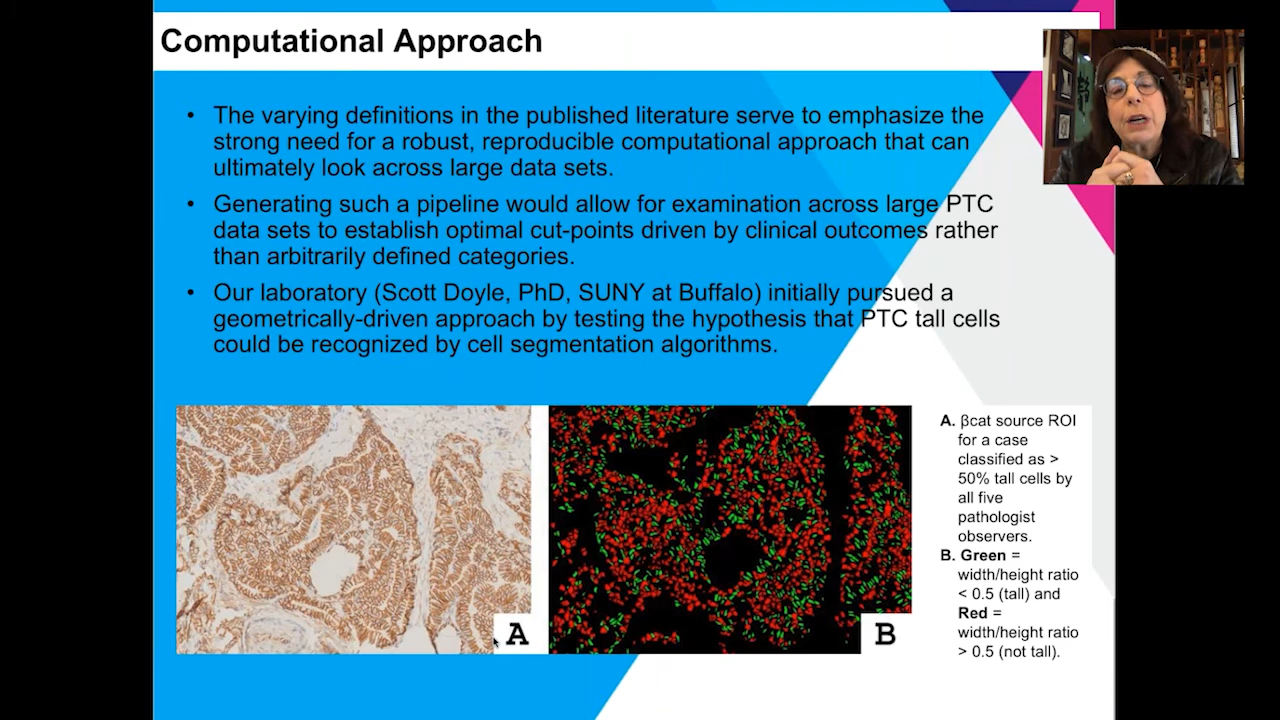 Computational Approach
• The varying definitions in the published literature serve to emphasize the
strong need for a robust, reproducible computational approach that can
ultimately look across large data sets.
• Generating such a pipeline would allow for examination across large PTC
data sets to establish optimal cut-points driven by clinical outcomes rather
than arbitrarily defined categories.
• Our laboratory (Scott Doyle, PhD, SUNY at Buffalo) initially pursued a
geometrically-driven approach by testing the hypothesis that PTC tall cells
could be recognized by cell segmentation algorithms.
A
B
A. βcat source ROI
for a case
classified as >
50% tall cells by
all five
pathologist
observers.
B. Green =
width/height ratio
< 0.5 (tall) and
Red =
width/height ratio
> 0.5 (not tall).